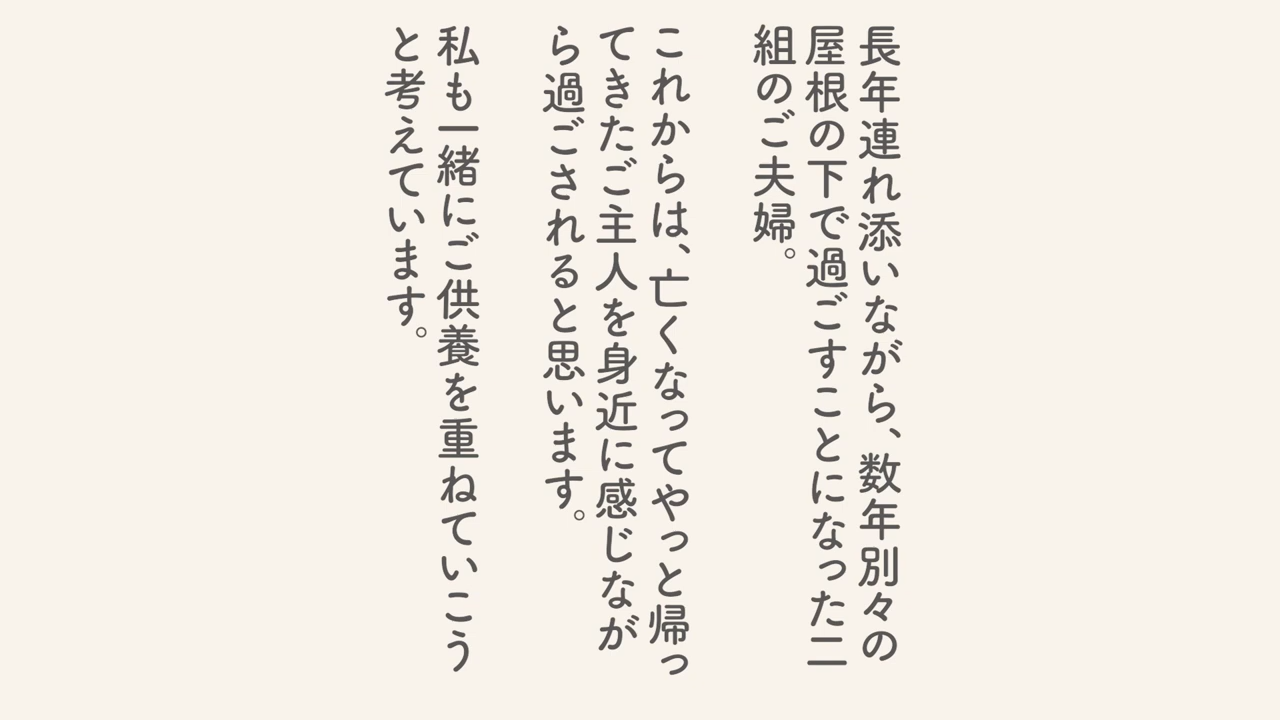 長年連れ添いながら、数年別々の
屋根の下で過ごすことになった二
組のご夫婦。
これからは、亡くなってやっと帰っ
てきたご主人を身近に感じなが
ら過ごされると思います。
私も一緒にご供養を重ねていこう
と考えています。